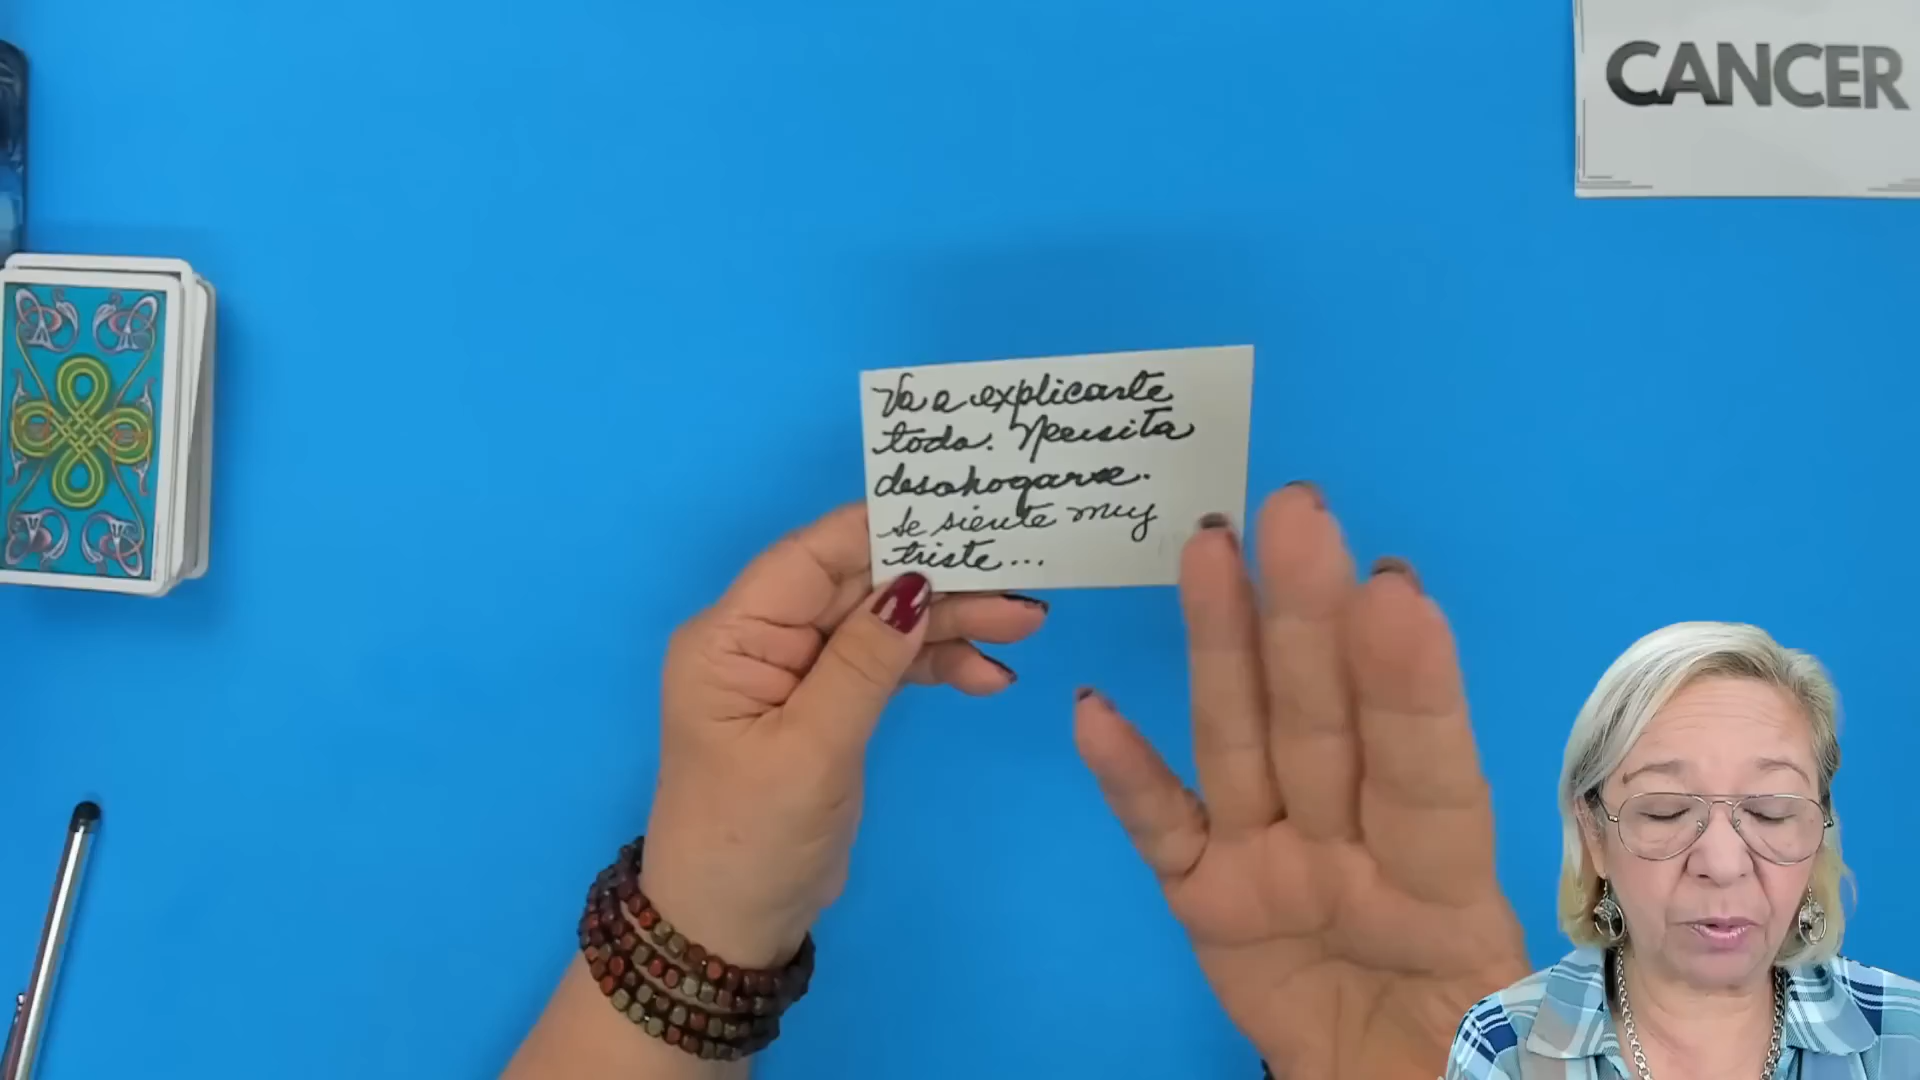 CANCER
Va a explicarte
todo. Necesita
desahogarse.
Se siente muy
triste...